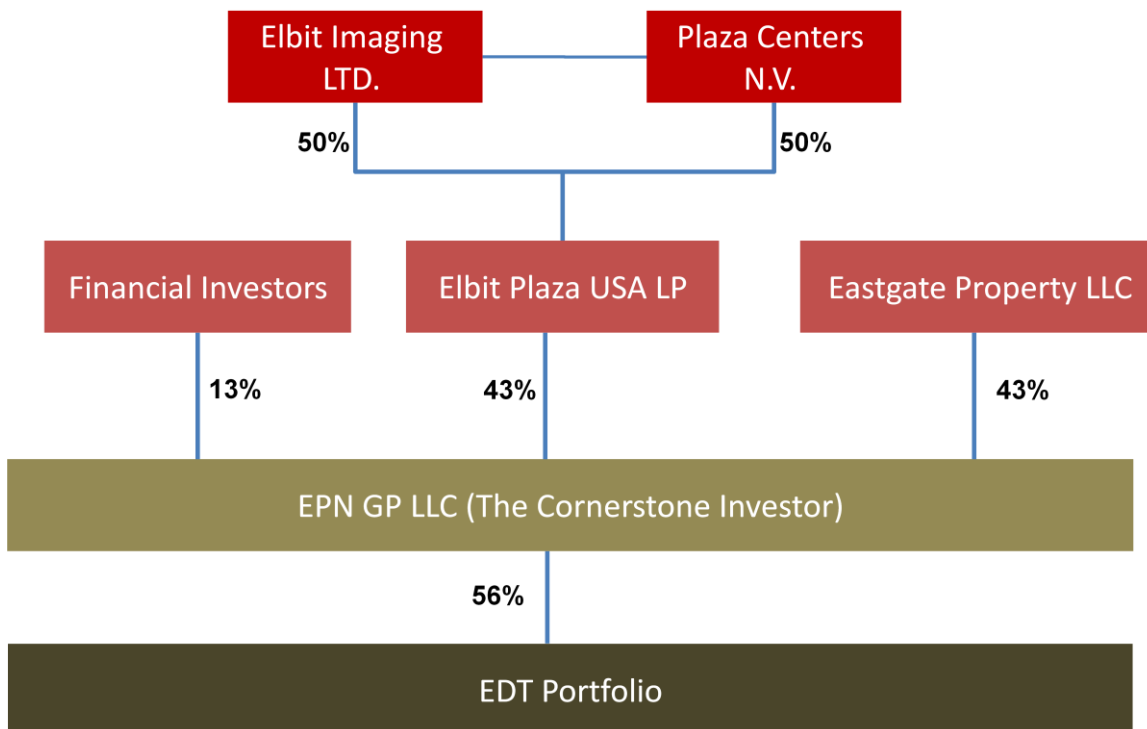 Elbit Imaging
LTD.
Plaza Centers
N.V.
50%
50%
Financial Investors
Elbit Plaza USA LP
Eastgate Property LLC
13%
43%
43%
EPN GP LLC (The Cornerstone Investor)
56%
EDT Portfolio